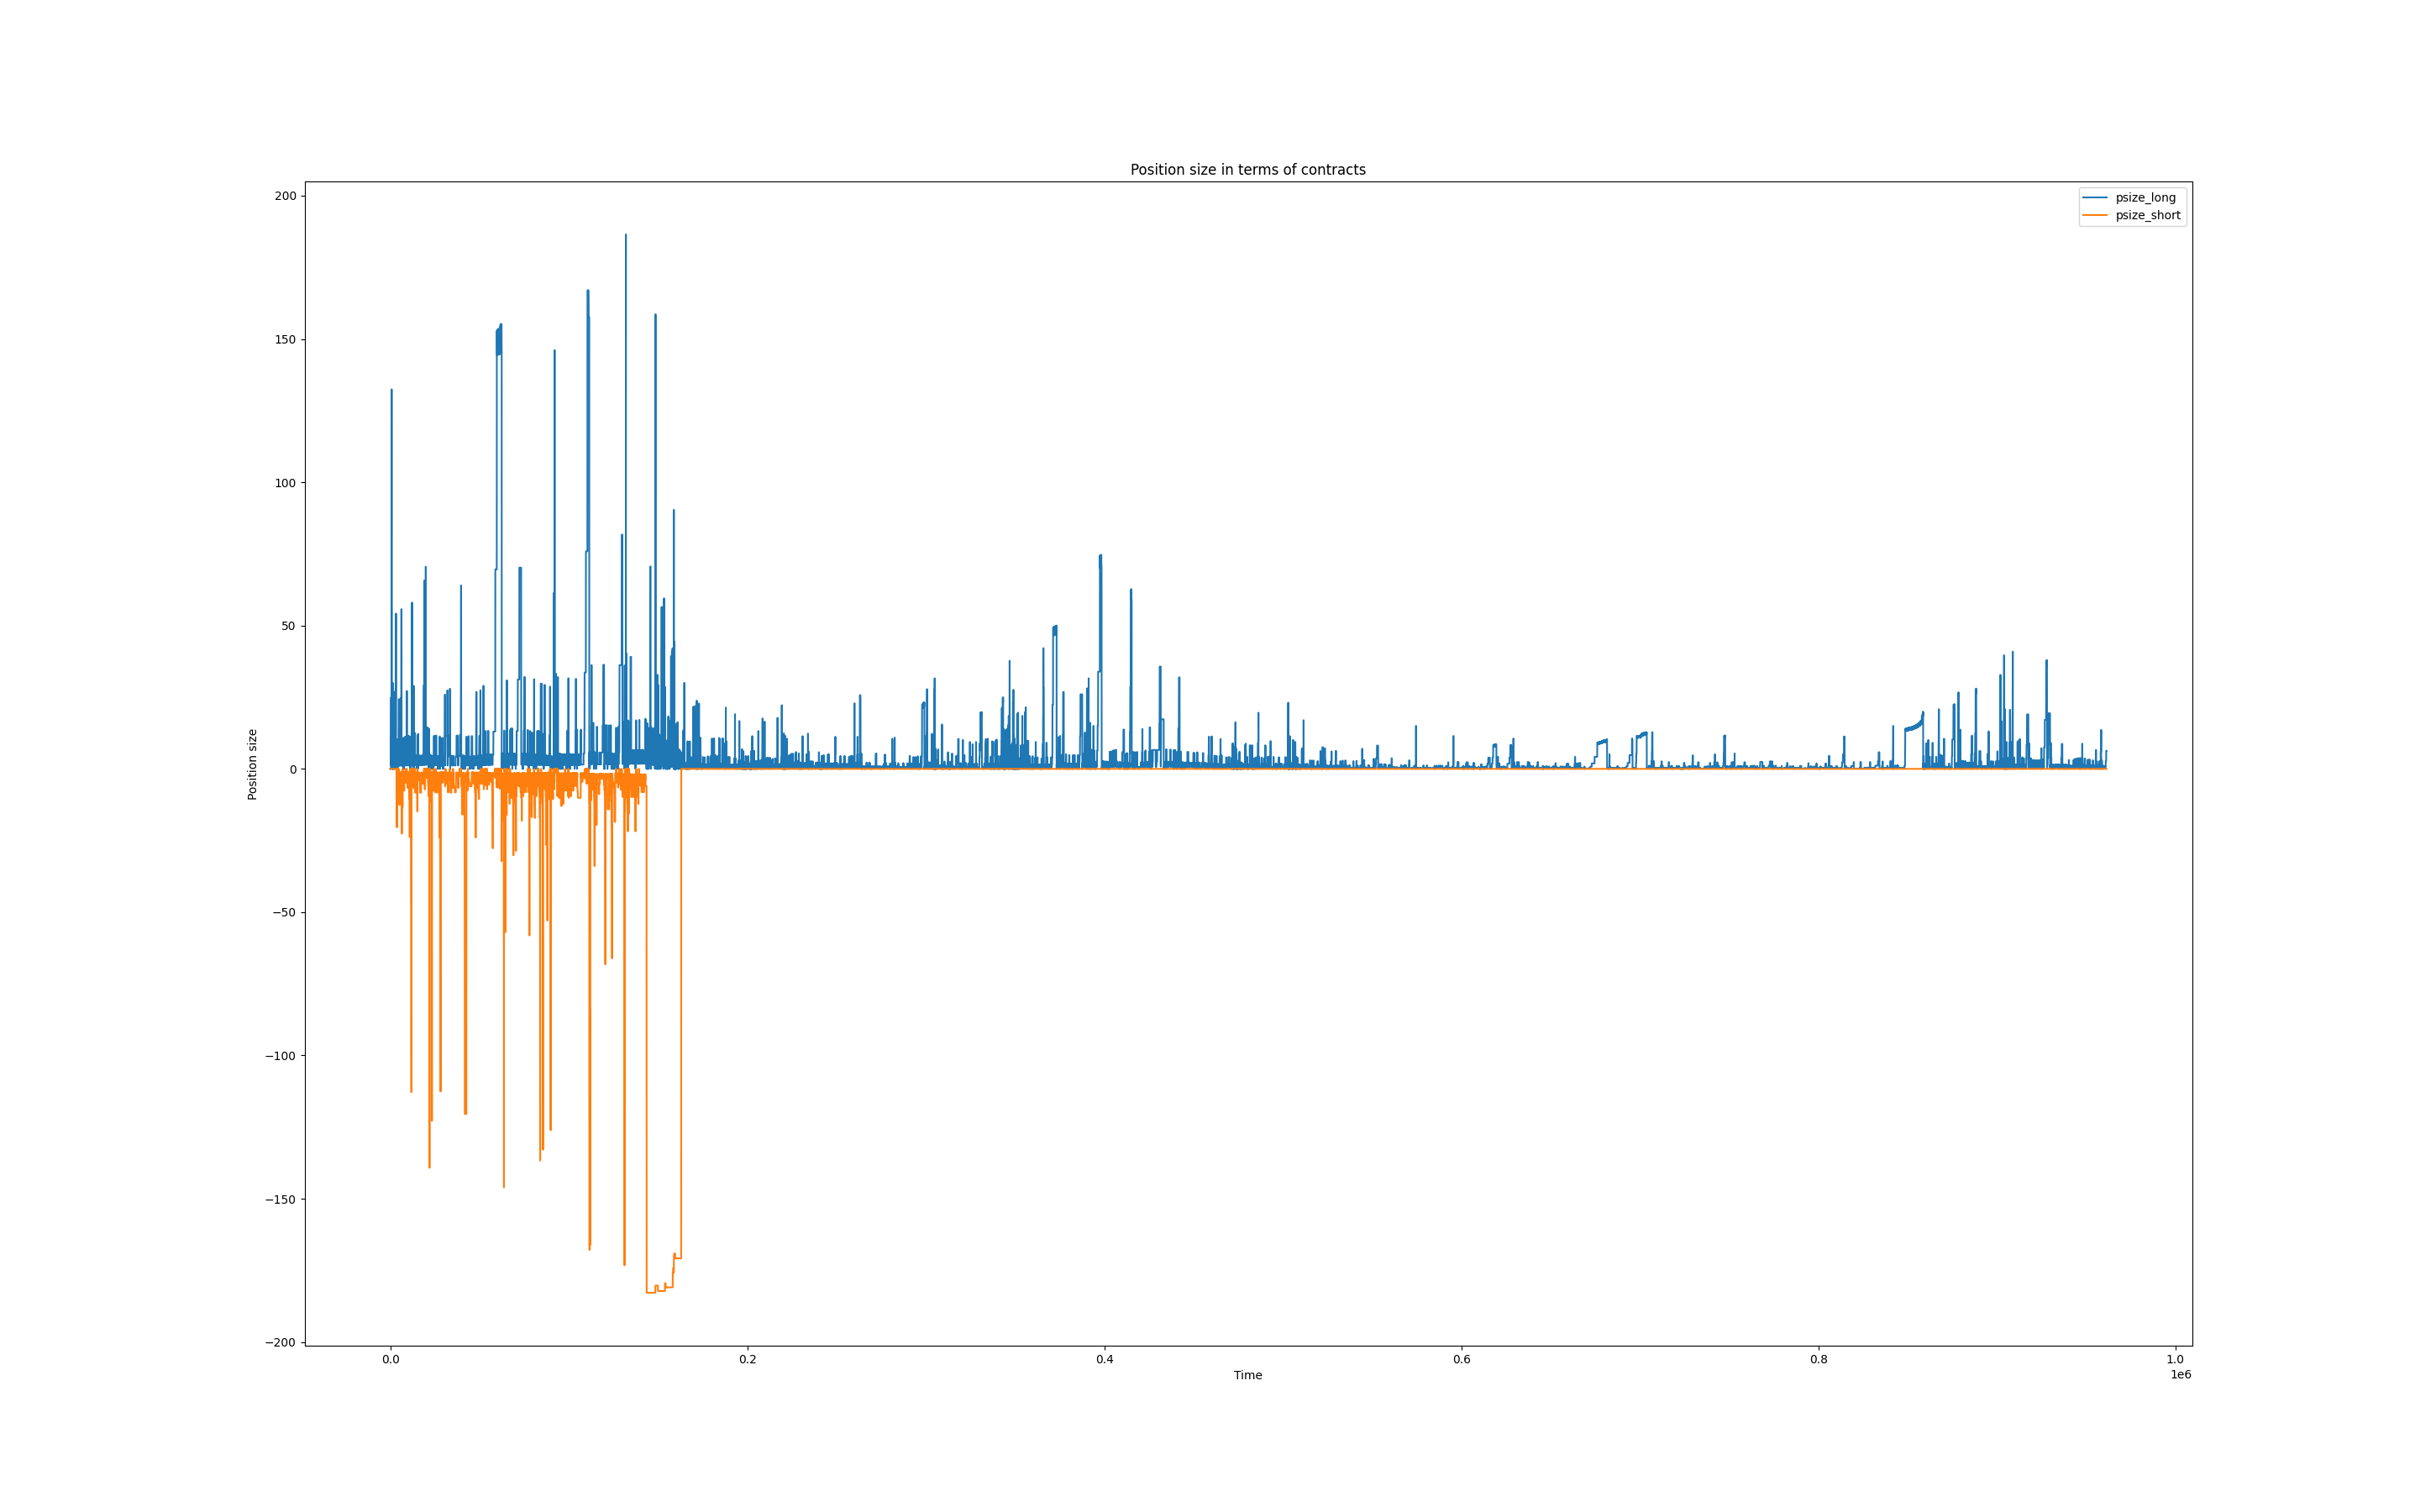 Position size in terms of contracts
psize_long
psize_short
Position size
200
150
100
50
0
−50
−100
−150
−200
0.0
0.2
0.4
0.6
0.8
1.0
1e6
Time